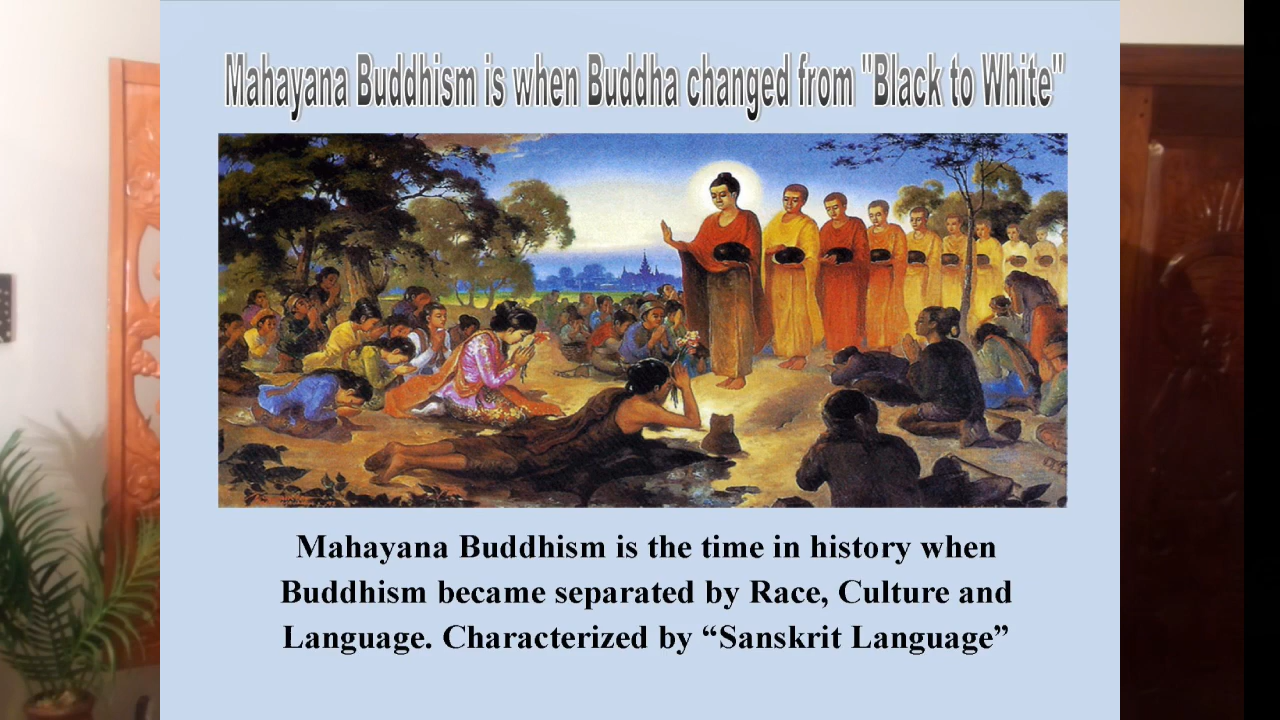 Mahayana Buddhism is when Buddha changed from "Black to White"
Mahayana Buddhism is the time in history when
Buddhism became separated by Race, Culture and
Language. Characterized by “Sanskrit Language”